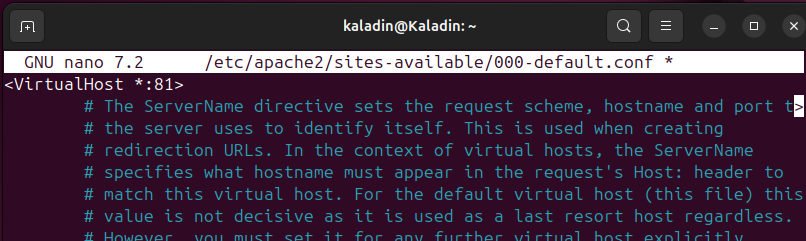 kaladin@Kaladin: ~
GNU nano 7.2 /etc/apache2/sites-available/000-default.conf *
<VirtualHost *:81>
# The ServerName directive sets the request scheme, hostname and port t>
# the server uses to identify itself. This is used when creating
# redirection URLs. In the context of virtual hosts, the ServerName
# specifies what hostname must appear in the request's Host: header to
# match this virtual host. For the default virtual host (this file) this
# value is not decisive as it is used as a last resort host regardless.
# However, you must set it for any further virtual host explicitly.